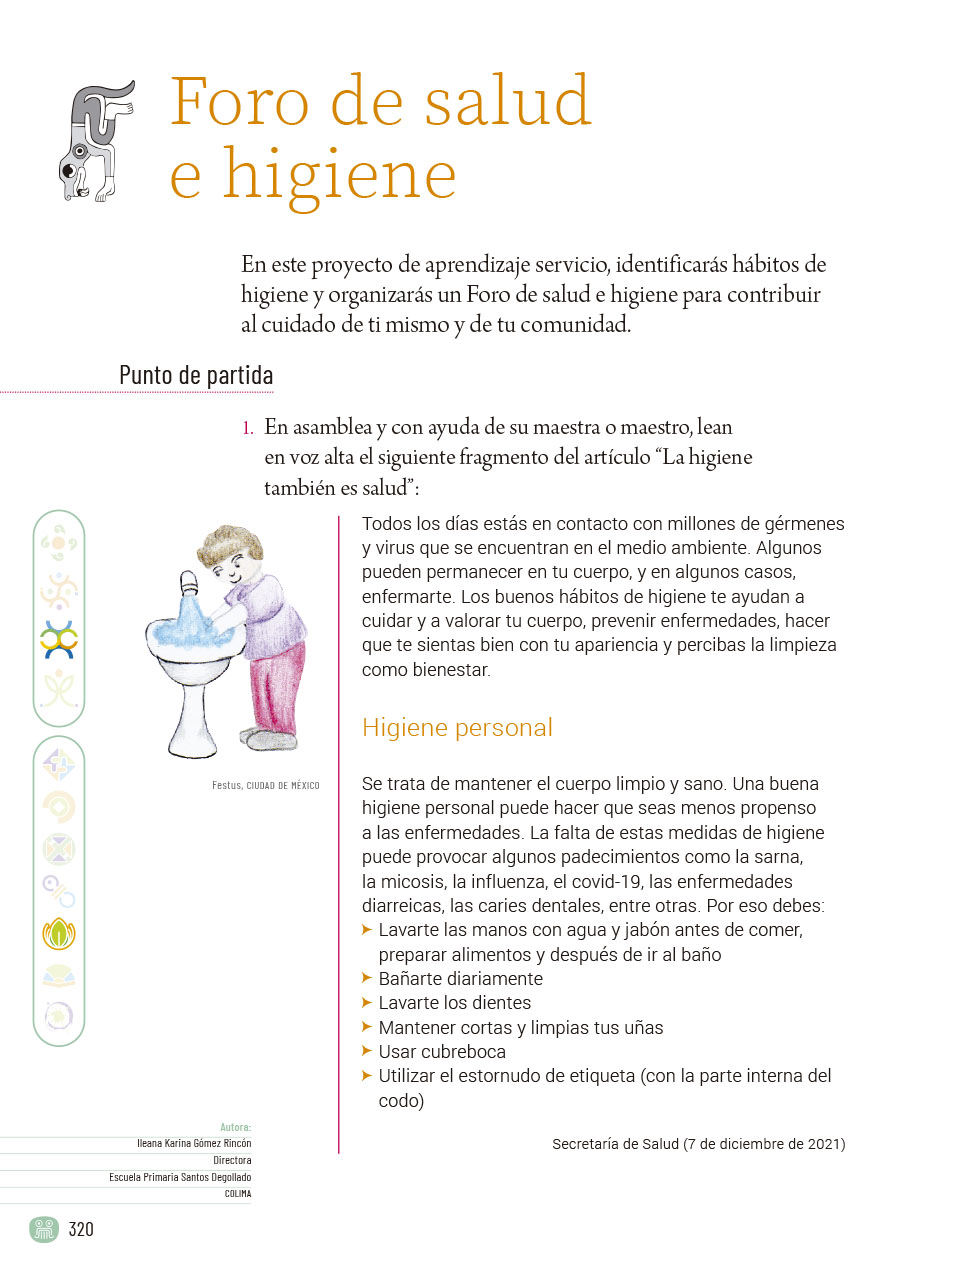 Foro de salud
e higiene
En este proyecto de aprendizaje servicio, identificarás hábitos de
higiene y organizarás un Foro de salud e higiene para contribuir
al cuidado de ti mismo y de tu comunidad.
Punto de partida
1. En asamblea y con ayuda de su maestra o maestro, lean
en voz alta el siguiente fragmento del artículo “La higiene
también es salud”:
Todos los días estás en contacto con millones de gérmenes
y virus que se encuentran en el medio ambiente. Algunos
pueden permanecer en tu cuerpo, y en algunos casos,
enfermarte. Los buenos hábitos de higiene te ayudan a
cuidar y a valorar tu cuerpo, prevenir enfermedades, hacer
que te sientas bien con tu apariencia y percibas la limpieza
como bienestar.
Festus, CIUDAD DE MÉXICO
Higiene personal
Se trata de mantener el cuerpo limpio y sano. Una buena
higiene personal puede hacer que seas menos propenso
a las enfermedades. La falta de estas medidas de higiene
puede provocar algunos padecimientos como la sarna,
la micosis, la influenza, el covid-19, las enfermedades
diarreicas, las caries dentales, entre otras. Por eso debes:
➤ Lavarte las manos con agua y jabón antes de comer,
preparar alimentos y después de ir al baño
➤ Bañarte diariamente
➤ Lavarte los dientes
➤ Mantener cortas y limpias tus uñas
➤ Usar cubreboca
➤ Utilizar el estornudo de etiqueta (con la parte interna del
codo)
Secretaría de Salud (7 de diciembre de 2021)
Autora:
Ileana Karina Gómez Rincón
Directora
Escuela Primaria Santos Degollado
COLIMA
320